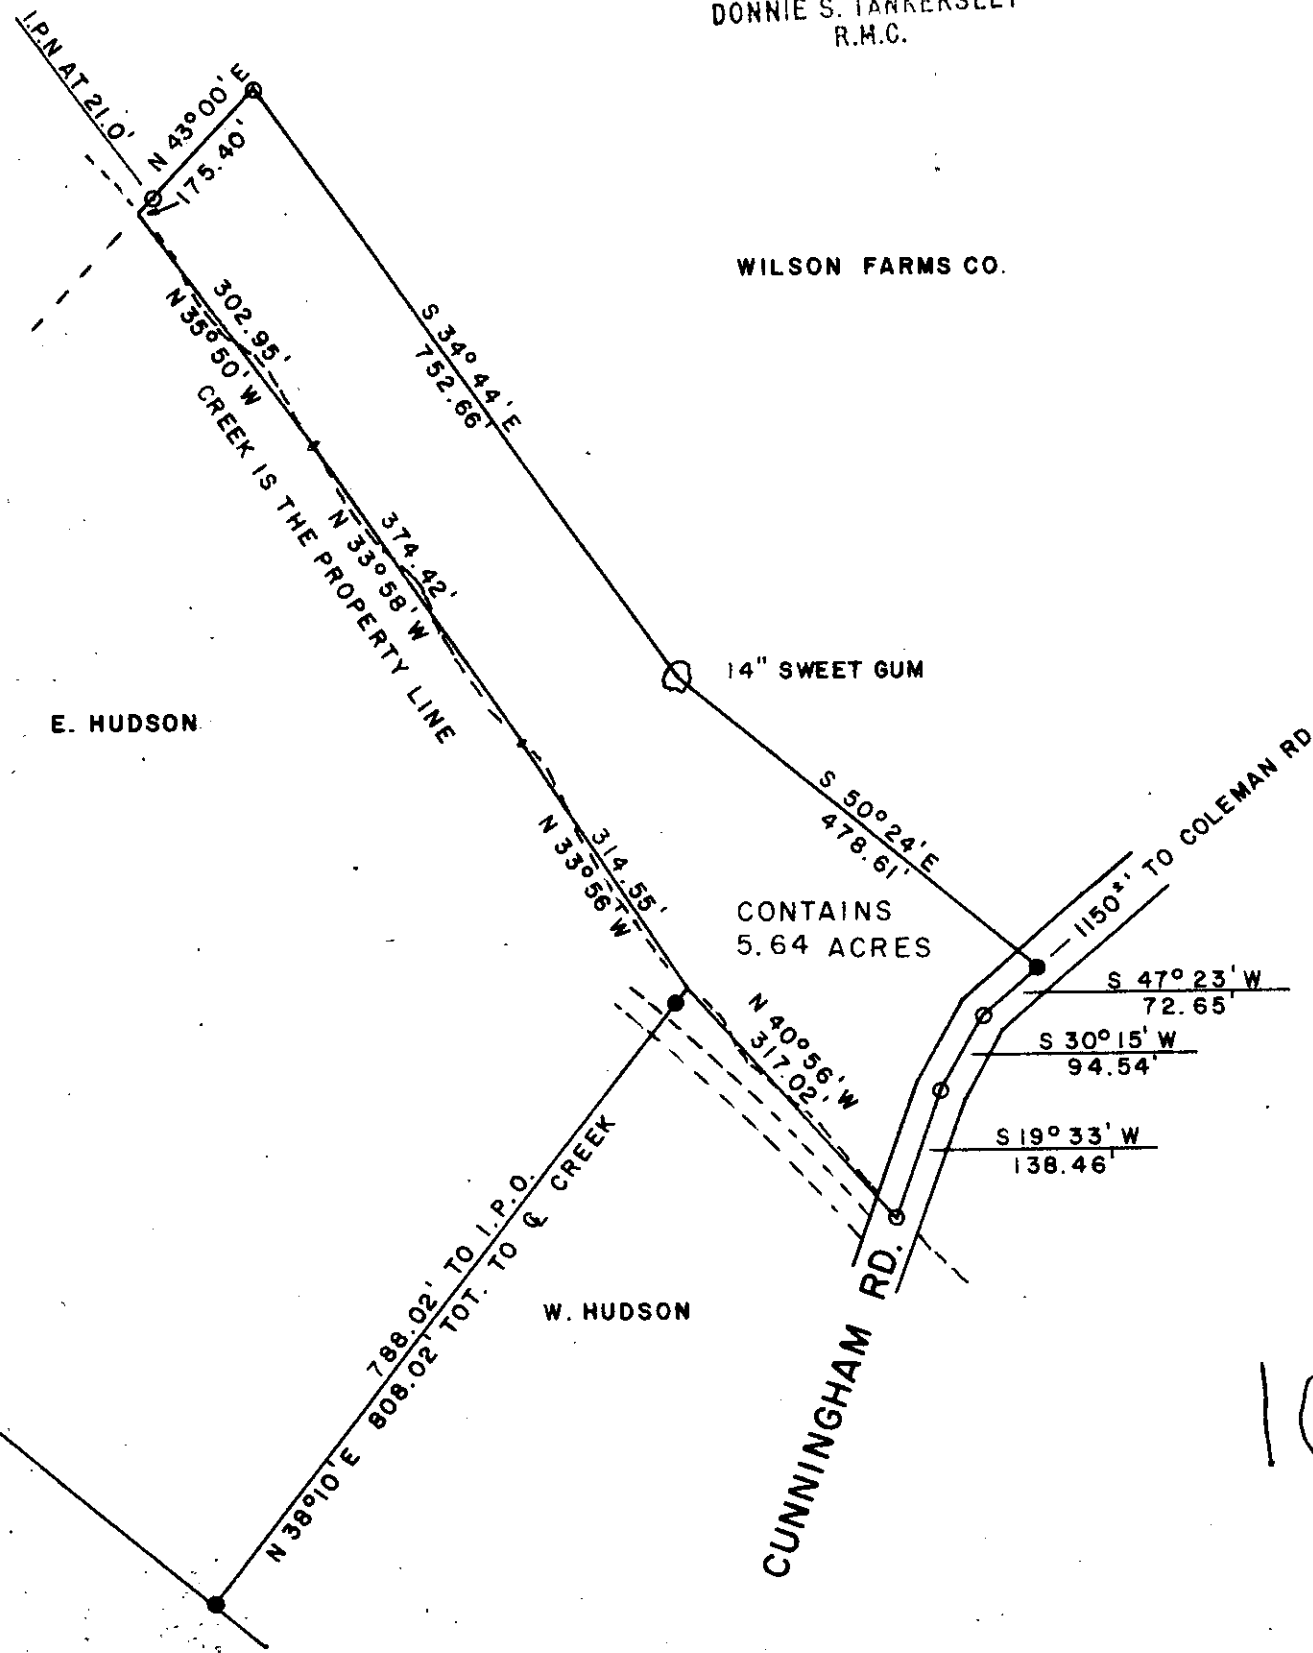 DONNIE S. TANKERSLEY
R.M.C.
I.P.N AT 21.0'
N 43°00' E
175.40'
WILSON FARMS CO.
302.95'
N 35°50' W
S 34°44' E
752.66'
CREEK IS THE PROPERTY LINE
374.42'
N 33°58' W
14" SWEET GUM
E. HUDSON
S 50°24' E
478.61'
1150±' TO COLEMAN RD
314.55'
N 33°56' W
CONTAINS
5.64 ACRES
S 47°23' W
72.65'
N 40°56' W
317.02'
S 30°15' W
94.54'
S 19°33' W
138.46'
788.02' TO I.P.O.
N 38°10' E 808.02' TOT. TO ℄ CREEK
W. HUDSON
CUNNINGHAM RD.